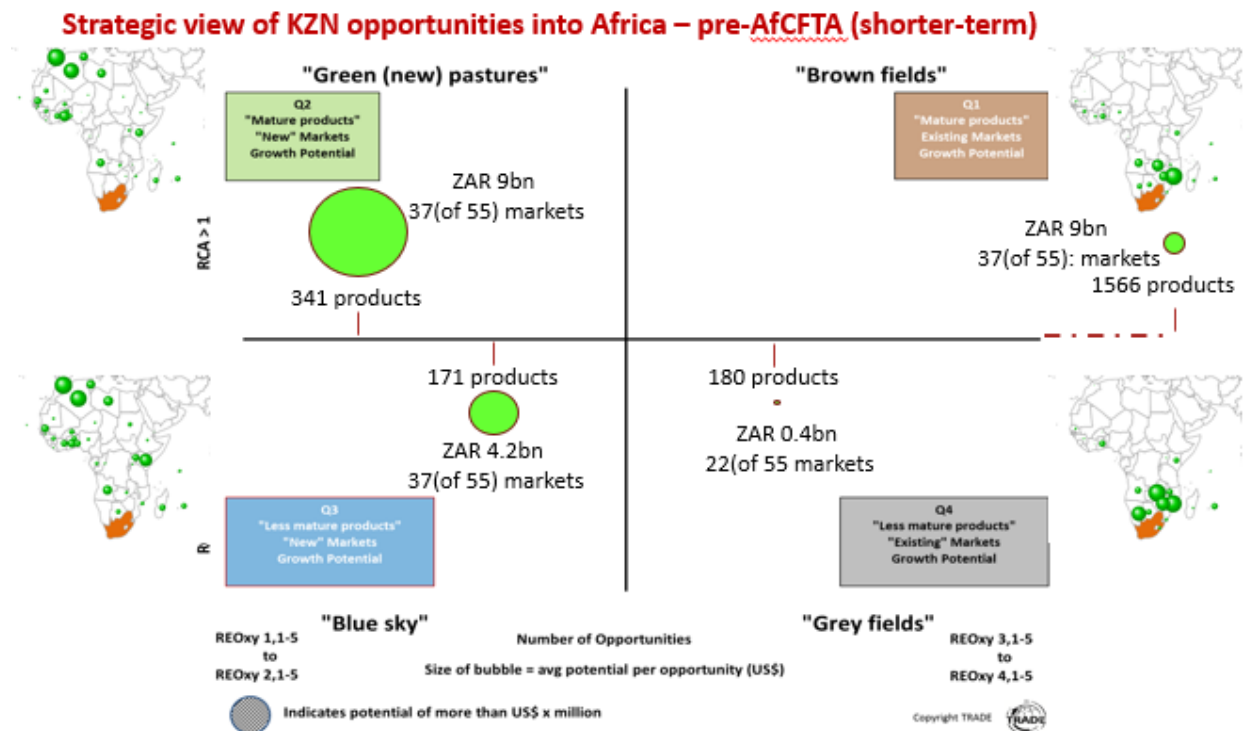 Strategic view of KZN opportunities into Africa – pre-AfCFTA (shorter-term)
"Green (new) pastures"
"Brown fields"
Q2
"Mature products"
"New" Markets
Growth Potential
Q1
"Mature products"
Existing Markets
Growth Potential
ZAR 9bn
37(of 55) markets
RCA > 1
341 products
ZAR 9bn
37(of 55): markets
1566 products
171 products
ZAR 4.2bn
37(of 55) markets
180 products
ZAR 0.4bn
22(of 55 markets
Q3
"Less mature products"
"New" Markets
Growth Potential
Q4
"Less mature products"
"Existing" Markets
Growth Potential
"Blue sky"
"Grey fields"
REOxy 1,1-5
to
REOxy 2,1-5
Number of Opportunities
Size of bubble = avg potential per opportunity (US$)
REOxy 3,1-5
to
REOxy 4,1-5
Indicates potential of more than US$ x million
Copyright TRADE
TRADE